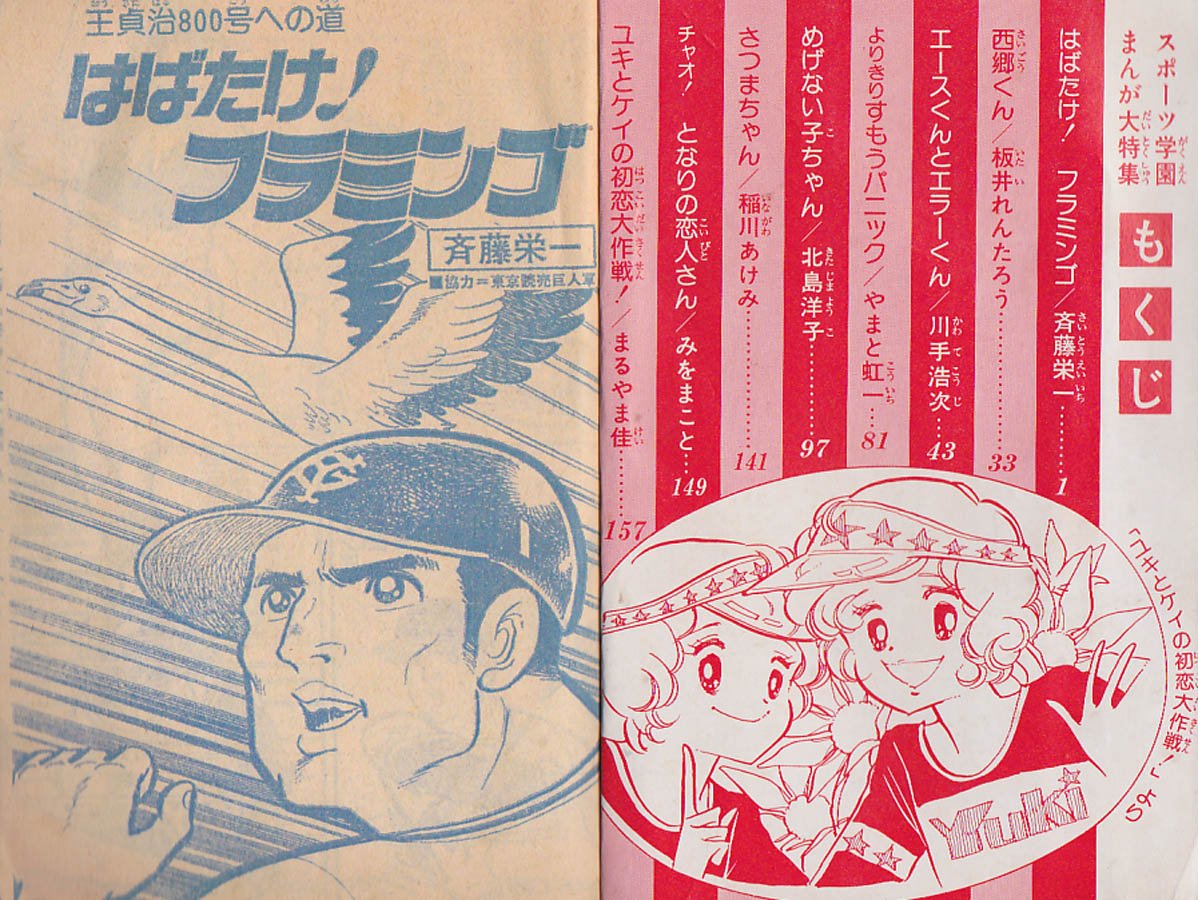 スポーツ学園
まんが大特集
もくじ
はばたけ! フラミンゴ/斉藤栄一………1
西郷くん/板井れんたろう………33
エースくんとエラーくん/川手浩次…43
よりきりすもうパニック/やまと虹一…81
めげない子ちゃん/北島洋子………97
さつまちゃん/稲川あけみ………141
チャオ! となりの恋人さん/みをまこと…149
ユキとケイの初恋大作戦!/まるやま佳………157
「ユキとケイの初恋大作戦!」より
Yuki
王貞治800号への道
はばたけ!
フラミンゴ
斉藤栄一
■協力=東京読売巨人軍